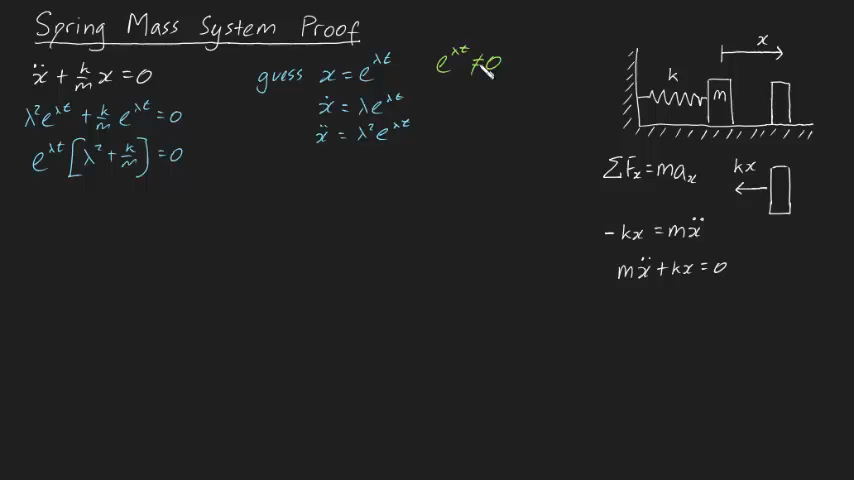 Spring Mass System Proof
ẍ + k/m x = 0
λ²e^λt + k/m e^λt = 0
e^λt [λ² + k/m] = 0
guess x = e^λt
ẋ = λe^λt
ẍ = λ²e^λt
e^λt ≠ 0
x
k
m
ΣFₓ = maₓ
kx
-kx = mẍ
mẍ + kx = 0